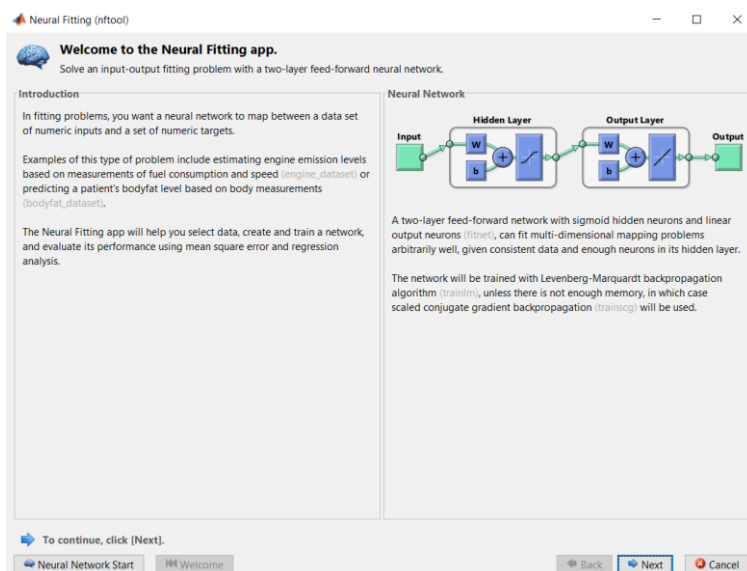 Neural Fitting (nftool)
Welcome to the Neural Fitting app.
Solve an input-output fitting problem with a two-layer feed-forward neural network.
Introduction
In fitting problems, you want a neural network to map between a data set
of numeric inputs and a set of numeric targets.
Examples of this type of problem include estimating engine emission levels
based on measurements of fuel consumption and speed (engine_dataset) or
predicting a patient's bodyfat level based on body measurements
(bodyfat_dataset).
The Neural Fitting app will help you select data, create and train a network,
and evaluate its performance using mean square error and regression
analysis.
Neural Network
Hidden Layer
Output Layer
Input
Output
W
b
+
W
b
+
A two-layer feed-forward network with sigmoid hidden neurons and linear
output neurons (fitnet), can fit multi-dimensional mapping problems
arbitrarily well, given consistent data and enough neurons in its hidden layer.
The network will be trained with Levenberg-Marquardt backpropagation
algorithm (trainlm), unless there is not enough memory, in which case
scaled conjugate gradient backpropagation (trainscg) will be used.
To continue, click [Next].
Neural Network Start
Welcome
Back
Next
Cancel